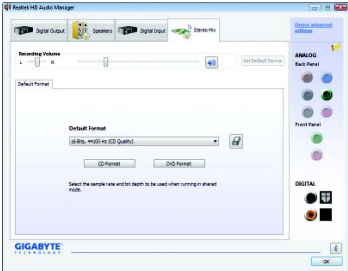 Realtek HD Audio Manager
Digital Output
Speakers
Digital Input
Stereo Mix
Device advanced settings
Recording Volume
L
R
Set Default Device
ANALOG
Back Panel
Default Format
Default Format
16 Bits, 44100 Hz (CD Quality)
CD Format
DVD Format
Select the sample rate and bit depth to be used when running in shared
mode.
Front Panel
DIGITAL
GIGABYTE
TECHNOLOGY
i
OK